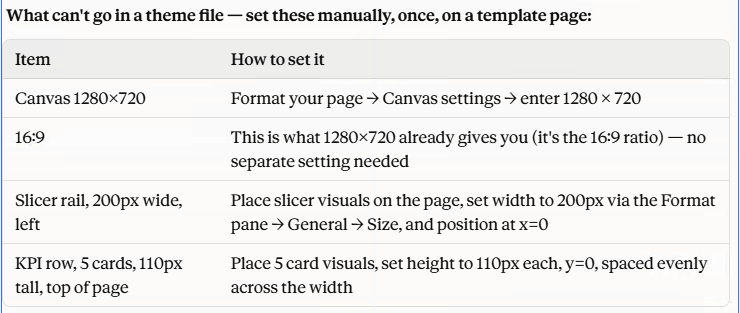 What can't go in a theme file — set these manually, once, on a template page:
Item
How to set it
Canvas 1280×720
Format your page → Canvas settings → enter 1280 × 720
16:9
This is what 1280×720 already gives you (it's the 16:9 ratio) — no
separate setting needed
Slicer rail, 200px wide,
left
Place slicer visuals on the page, set width to 200px via the Format
pane → General → Size, and position at x=0
KPI row, 5 cards, 110px
tall, top of page
Place 5 card visuals, set height to 110px each, y=0, spaced evenly
across the width